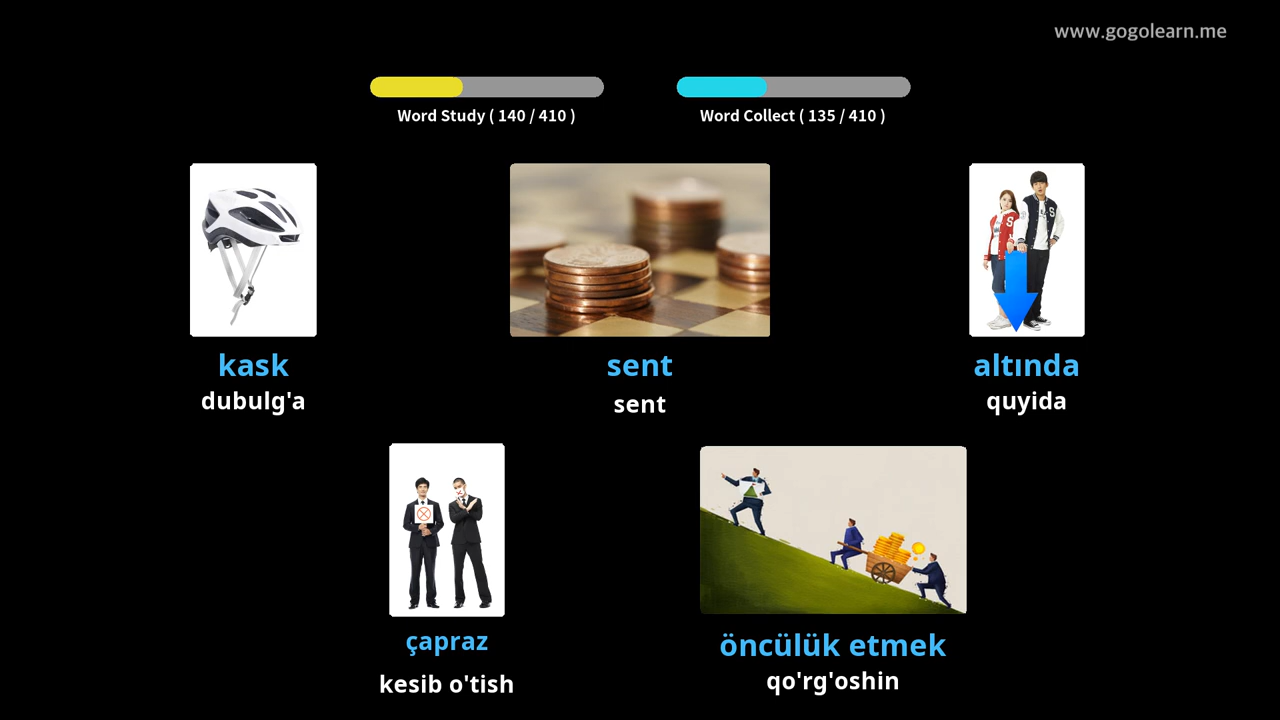 www.gogolearn.me
Word Study ( 140 / 410 )
Word Collect ( 135 / 410 )
kask
dubulg'a
sent
sent
altında
quyida
çapraz
kesib o'tish
öncülük etmek
qo'rg'oshin